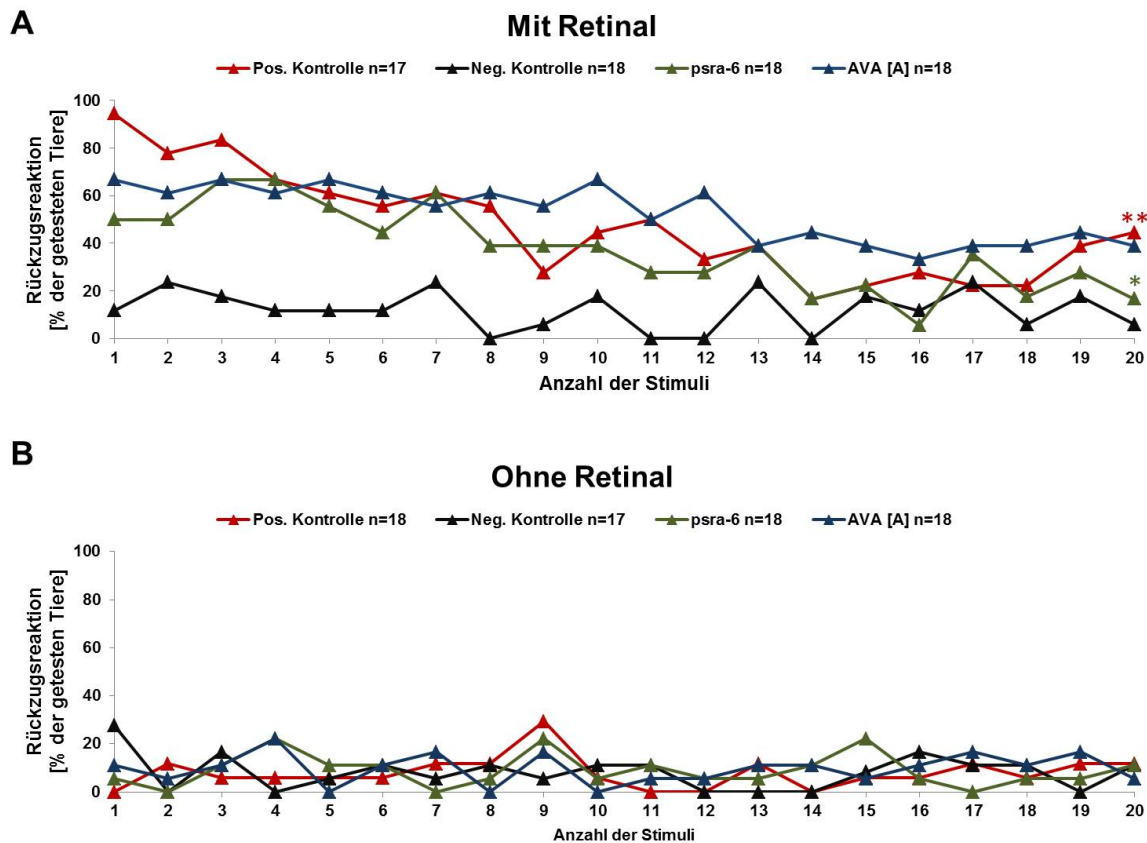 A
Mit Retinal
Pos. Kontrolle n=17 Neg. Kontrolle n=18 psra-6 n=18 AVA [A] n=18
Rückzugsreaktion
[% der getesteten Tiere]
100
80
60
40
20
0
**
*
1 2 3 4 5 6 7 8 9 10 11 12 13 14 15 16 17 18 19 20
Anzahl der Stimuli
B
Ohne Retinal
Pos. Kontrolle n=18 Neg. Kontrolle n=17 psra-6 n=18 AVA [A] n=18
Rückzugsreaktion
[% der getesteten Tiere]
100
80
60
40
20
0
1 2 3 4 5 6 7 8 9 10 11 12 13 14 15 16 17 18 19 20
Anzahl der Stimuli